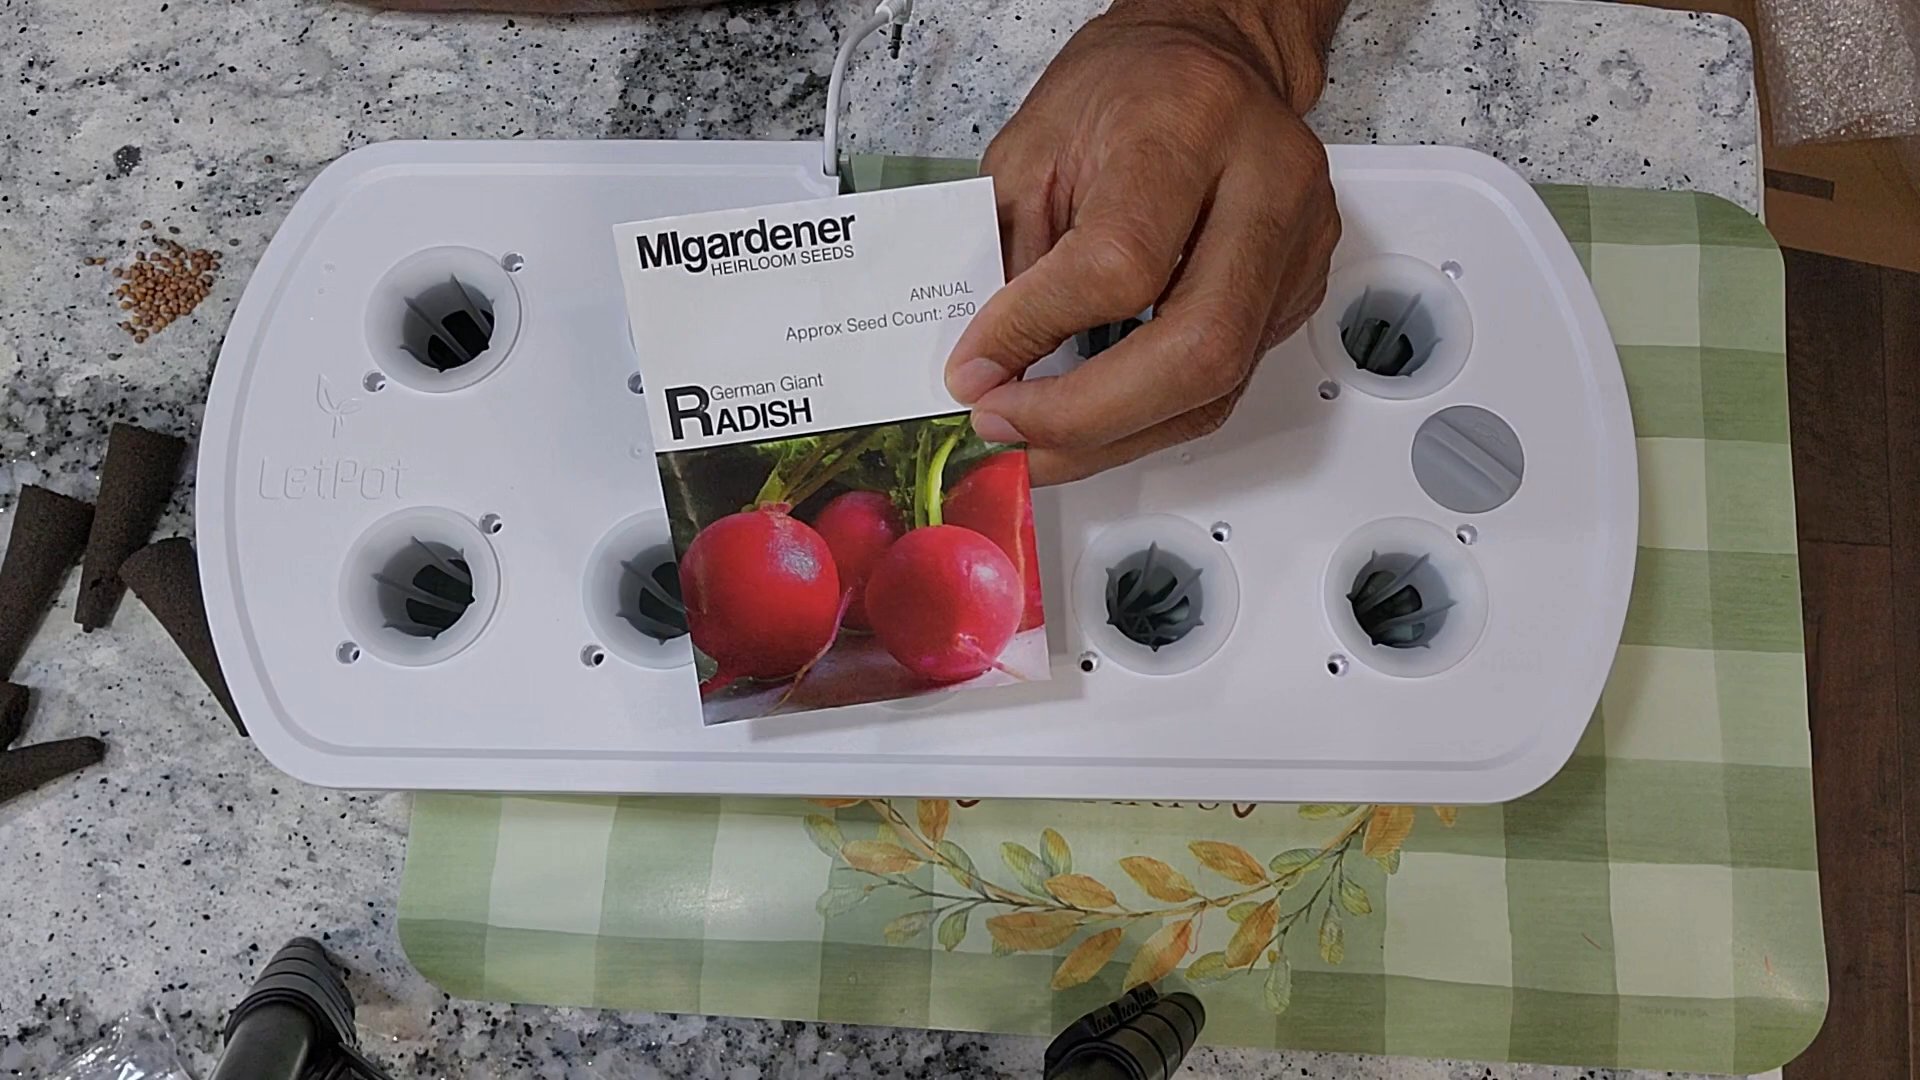 MIgardener
HEIRLOOM SEEDS
ANNUAL
Approx Seed Count: 250
German Giant
RADISH
LetPot